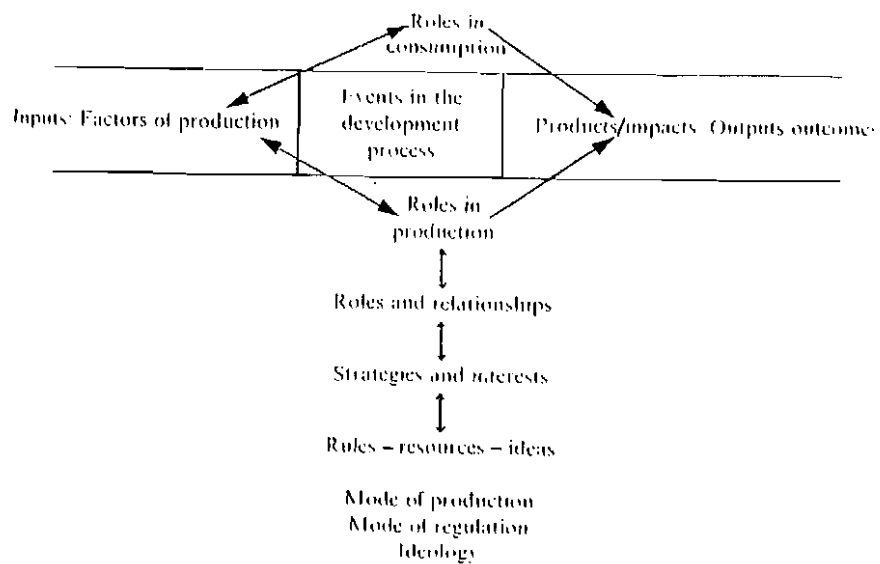 Roles in
consumption
Inputs: Factors of production
Events in the
development
process
Products/impacts: Outputs outcomes
Roles in
production
Roles and relationships
Strategies and interests
Rules – resources – ideas
Mode of production
Mode of regulation
Ideology